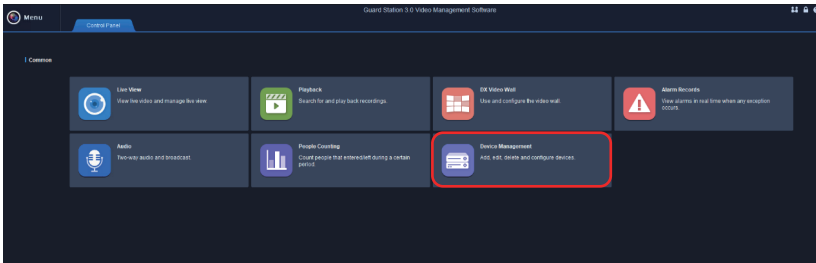 Guard Station 3.0 Video Management Software
Menu
Control Panel
Common
Live View
View live video and manage live view.
Playback
Search for and play back recordings.
DX Video Wall
Use and configure the video wall.
Alarm Records
View alarms in real time when any exception
occurs.
Audio
Two-way audio and broadcast.
People Counting
Count people that entered/left during a certain
period.
Device Management
Add, edit, delete and configure devices.